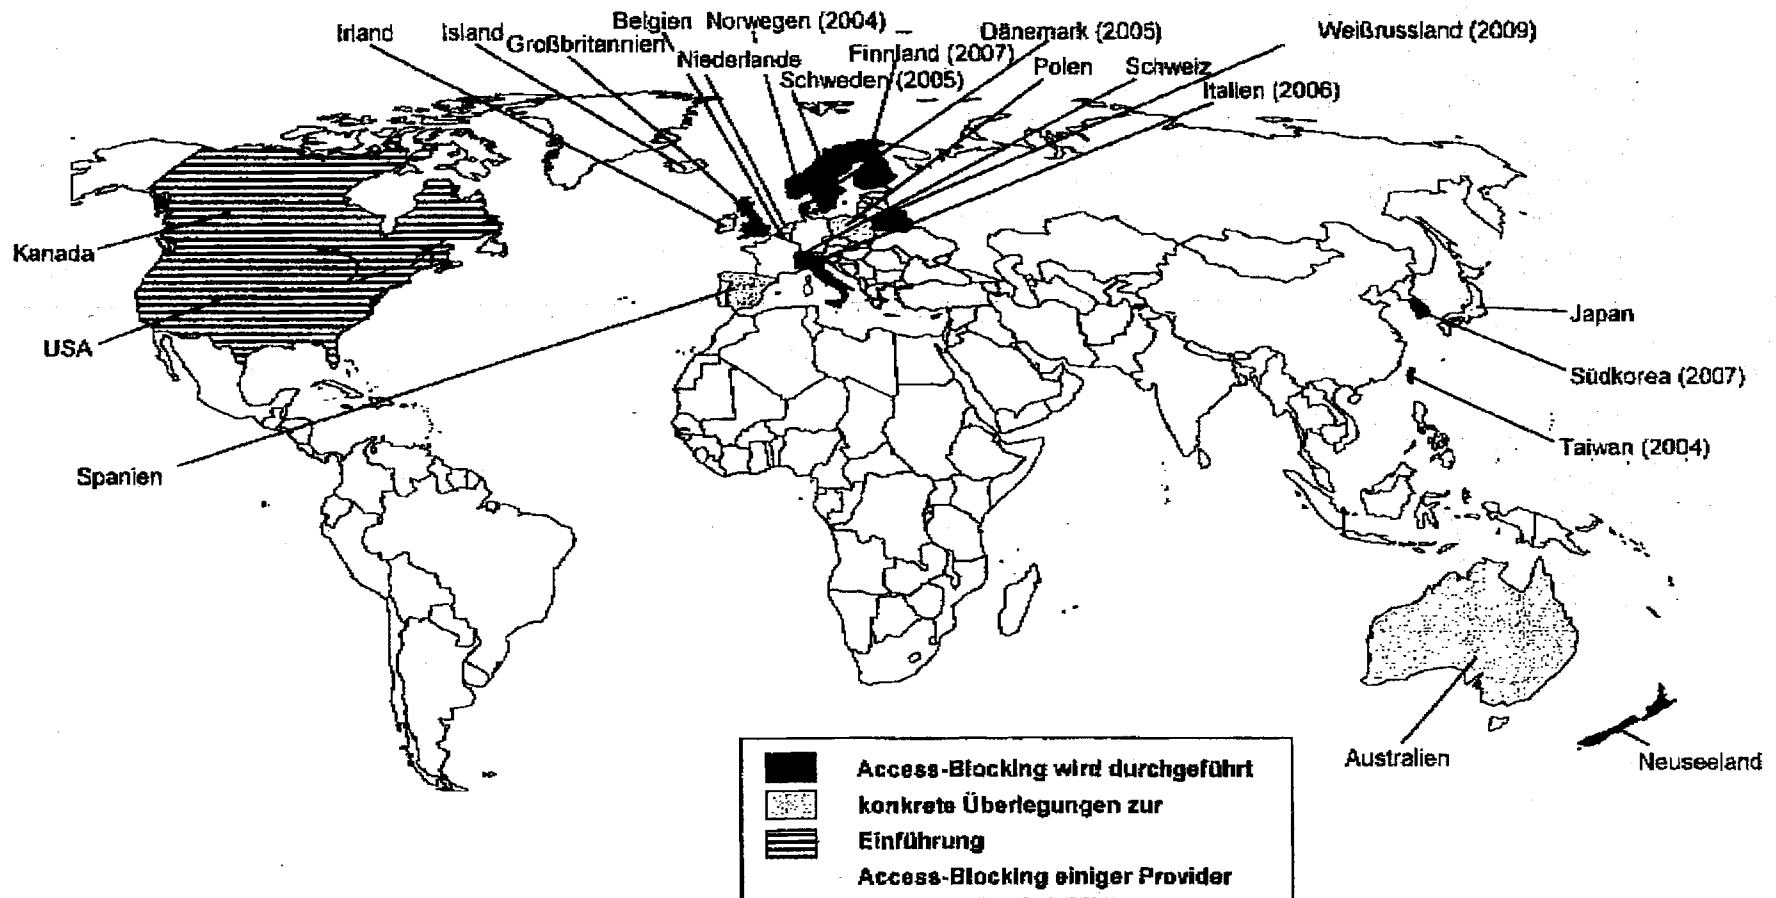 Irland
Island
Großbritannien
Belgien
Norwegen (2004)
Niederlande
Schweden (2005)
Finnland (2007)
Dänemark (2005)
Polen
Schweiz
Weißrussland (2009)
Italien (2006)
Kanada
USA
Spanien
Japan
Südkorea (2007)
Taiwan (2004)
Australien
Neuseeland
Access-Blocking wird durchgeführt
konkrete Überlegungen zur
Einführung
Access-Blocking einiger Provider